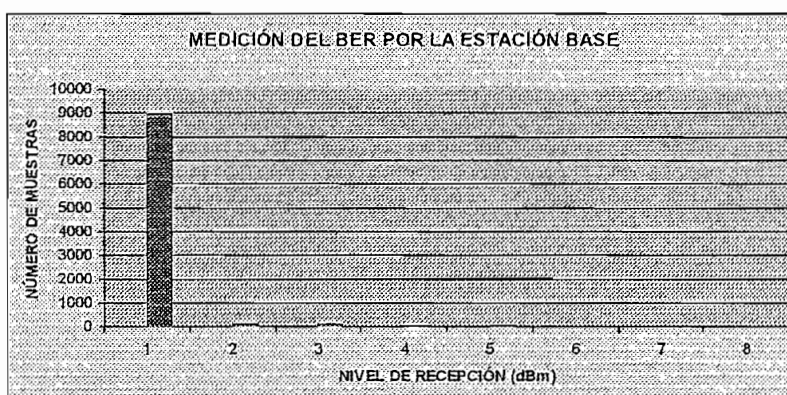 MEDICIÓN DEL BER POR LA ESTACIÓN BASE
NÚMERO DE MUESTRAS
10000
9000
8000
7000
6000
5000
4000
3000
2000
1000
0
1 2 3 4 5 6 7 8
NIVEL DE RECEPCIÓN (dBm)